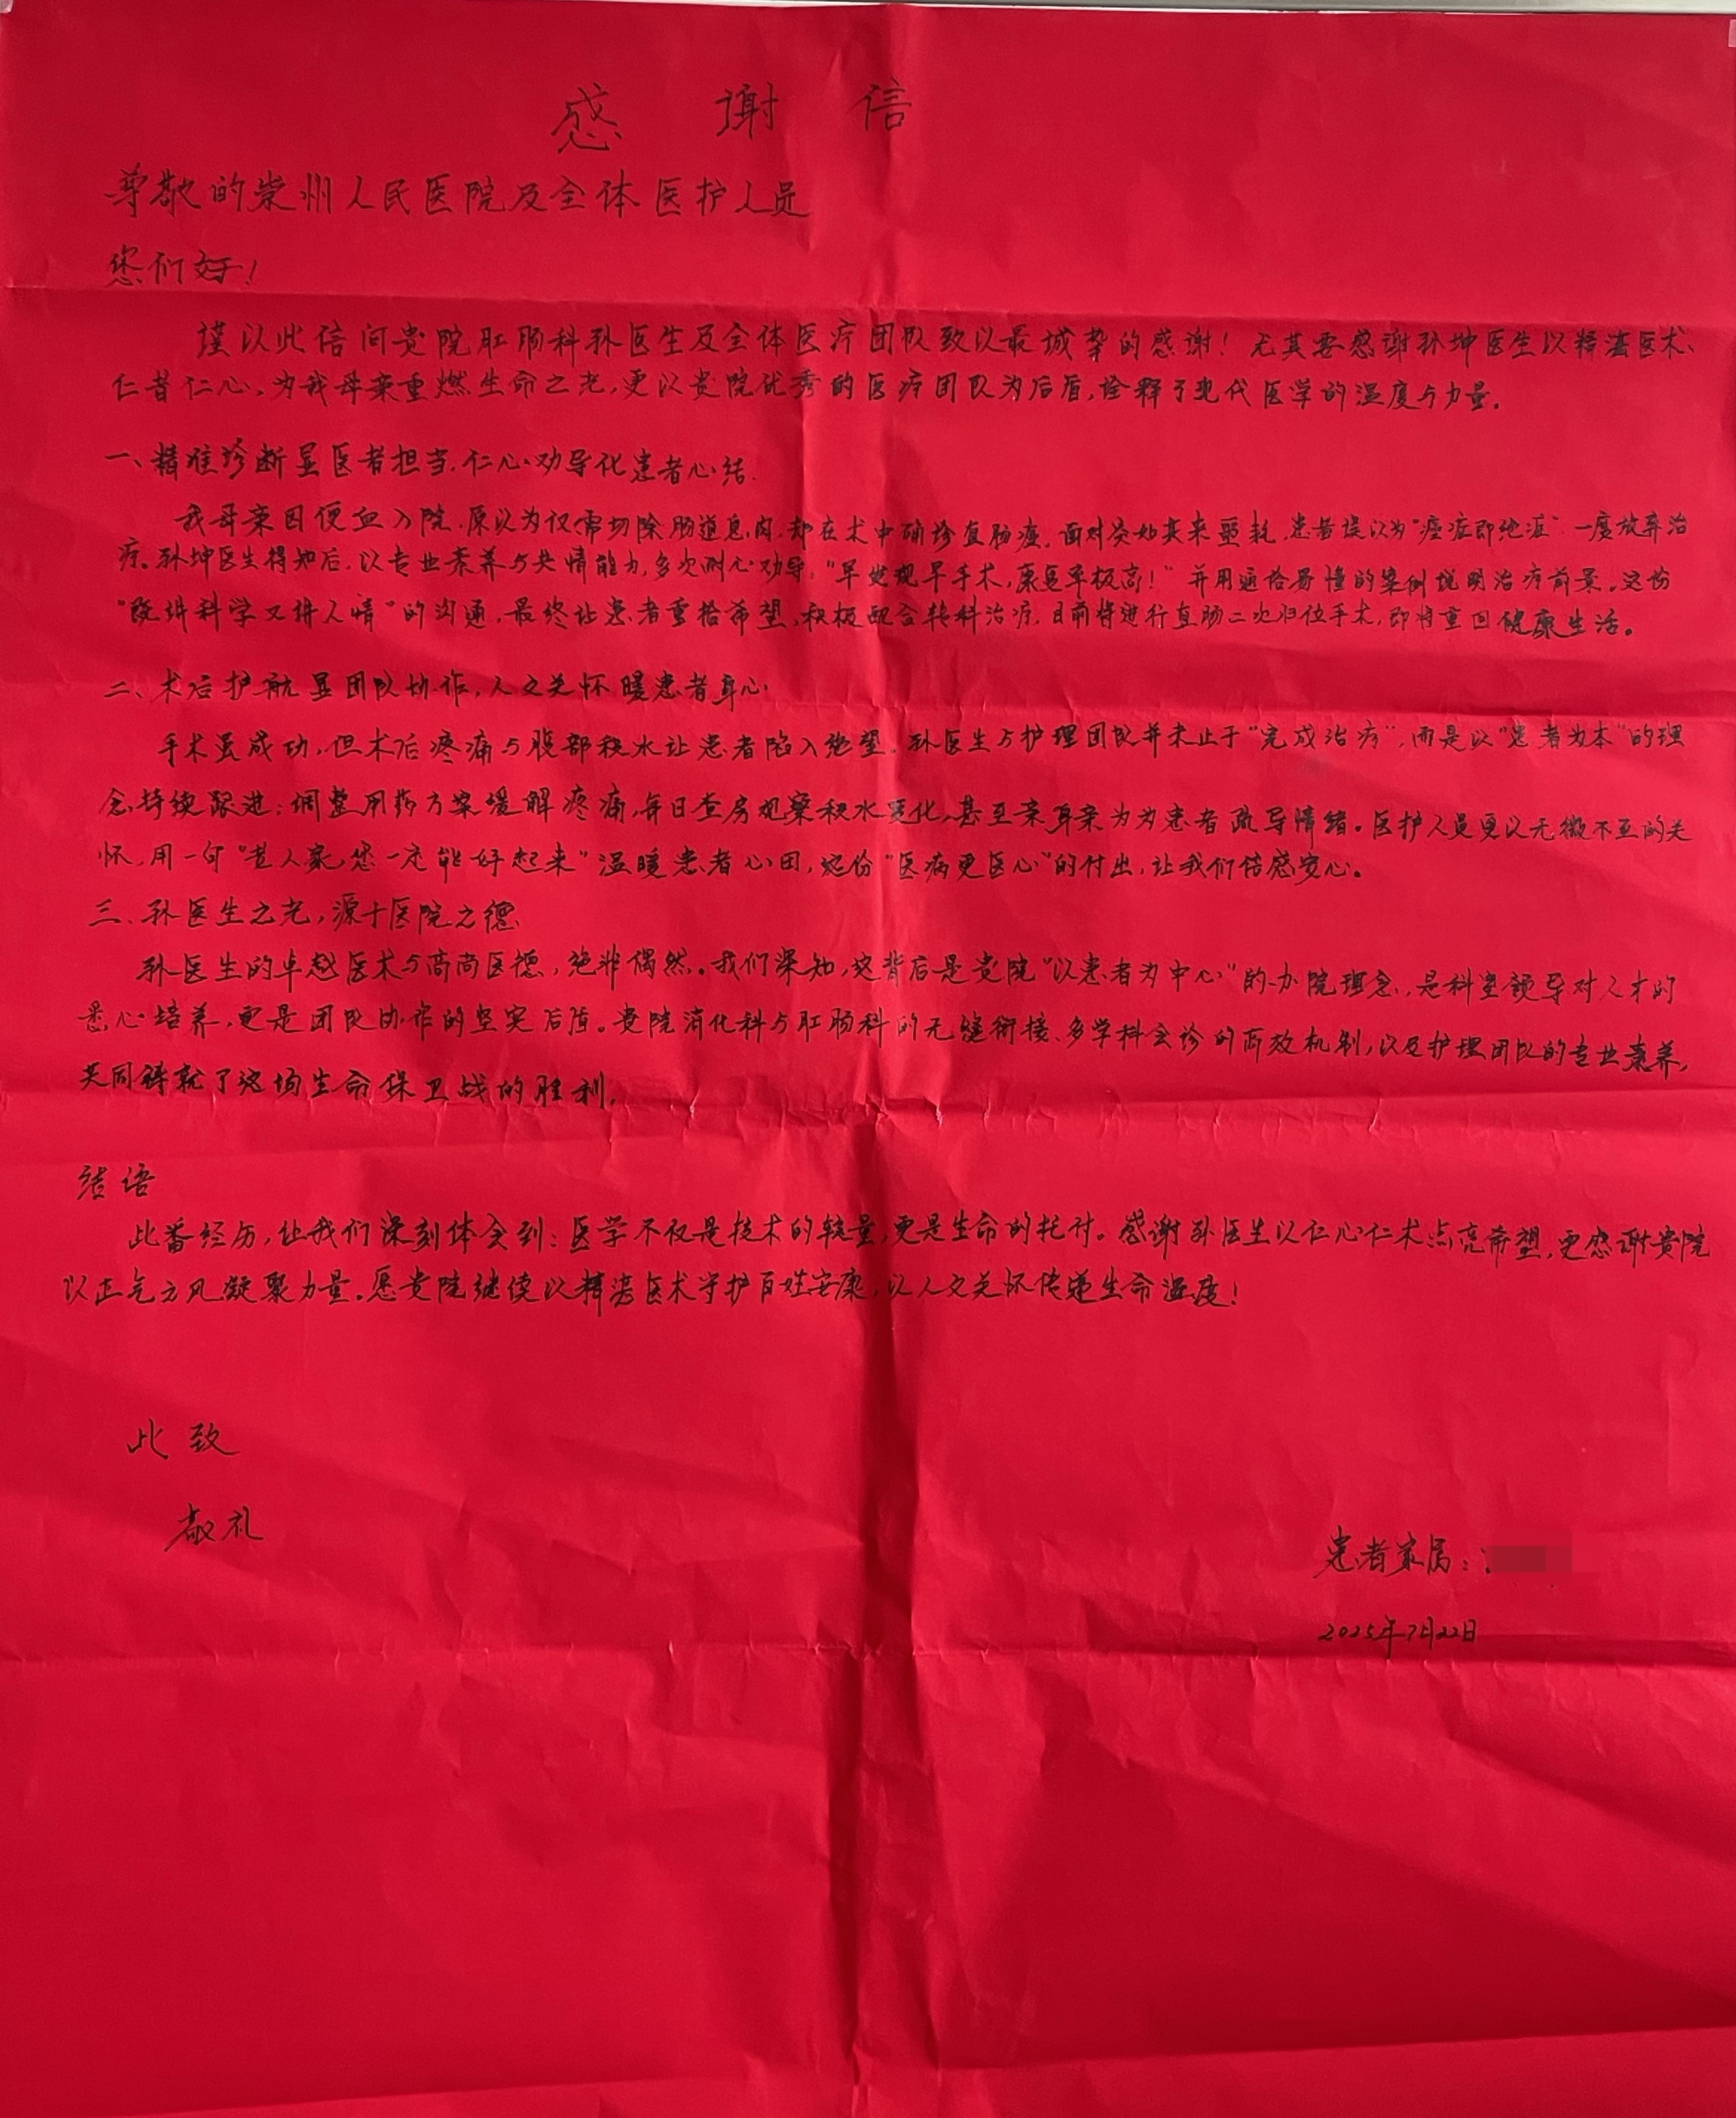 感谢信
尊敬的崇州人民医院及全体医护人员
您们好！
谨以此信向贵院肛肠科孙医生及全体医疗团队致以最诚挚的感谢！尤其要感谢孙坤医生以精湛医术、
仁者仁心，为我母亲重燃生命之光，更以贵院优秀的医疗团队为后盾，诠释了现代医学的温度与力量。
一、精准诊断显医者担当，仁心劝导化患者心结.
我母亲因便血入院，原以为仅需切除肠道息肉，却在术中确诊直肠癌。面对突如其来噩耗，患者误以为“癌症即绝症”一度放弃治
疗。孙坤医生得知后，以专业素养与共情能力，多次耐心劝导，“早发现早手术，康复率极高！”并用通俗易懂的案例说明治疗前景。这份
“既讲科学又讲人情”的沟通，最终让患者重拾希望，积极配合转科治疗，目前将进行直肠二次归位手术，即将重回健康生活。
二、术后护航显团队协作，人文关怀暖患者身心.
手术虽成功，但术后疼痛与腹部积水让患者陷入绝望。孙医生与护理团队并未止于“完成治疗”，而是以“患者为本”的理
念持续跟进：调整用药方案缓解疼痛，每日查房观察积水变化，甚至亲身亲为为患者疏导情绪。医护人员更以无微不至的关
怀，用一句“老人家，您一定能好起来”温暖患者心田，这份“医病更医心”的付出，让我们倍感安心。
三、孙医生之光，源于医院之德
孙医生的卓越医术与高尚医德，绝非偶然。我们深知，这背后是贵院“以患者为中心”的办院理念，是科室领导对人才的
悉心培养，更是团队协作的坚实后盾。贵院消化科与肛肠科的无缝衔接、多学科会诊的高效机制，以及护理团队的专业素养，
共同铸就了这场生命保卫战的胜利。
结语
此番经历，让我们深刻体会到：医学不仅是技术的较量，更是生命的托付。感谢孙医生以仁心仁术点亮希望，更感谢贵院
以正气之风凝聚力量。愿贵院继续以精湛医术守护百姓安康，以人文关怀传递生命温度！
此致
敬礼
患者家属：
2025年7月22日